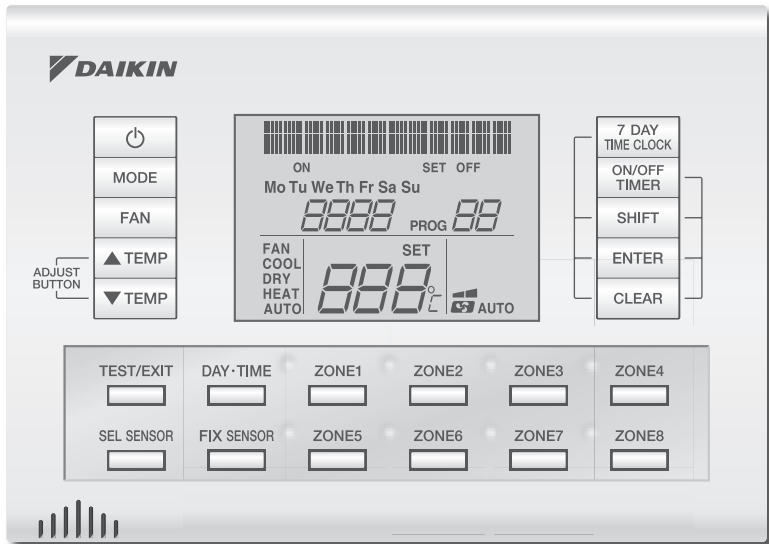 DAIKIN
MODE
FAN
▲ TEMP
▼ TEMP
ADJUST
BUTTON
ON SET OFF
Mo Tu We Th Fr Sa Su
8888 PROG 88
FAN
COOL
DRY
HEAT
AUTO
SET
888°C
AUTO
7 DAY
TIME CLOCK
ON/OFF
TIMER
SHIFT
ENTER
CLEAR
TEST/EXIT DAY·TIME ZONE1 ZONE2 ZONE3 ZONE4
SEL SENSOR FIX SENSOR ZONE5 ZONE6 ZONE7 ZONE8